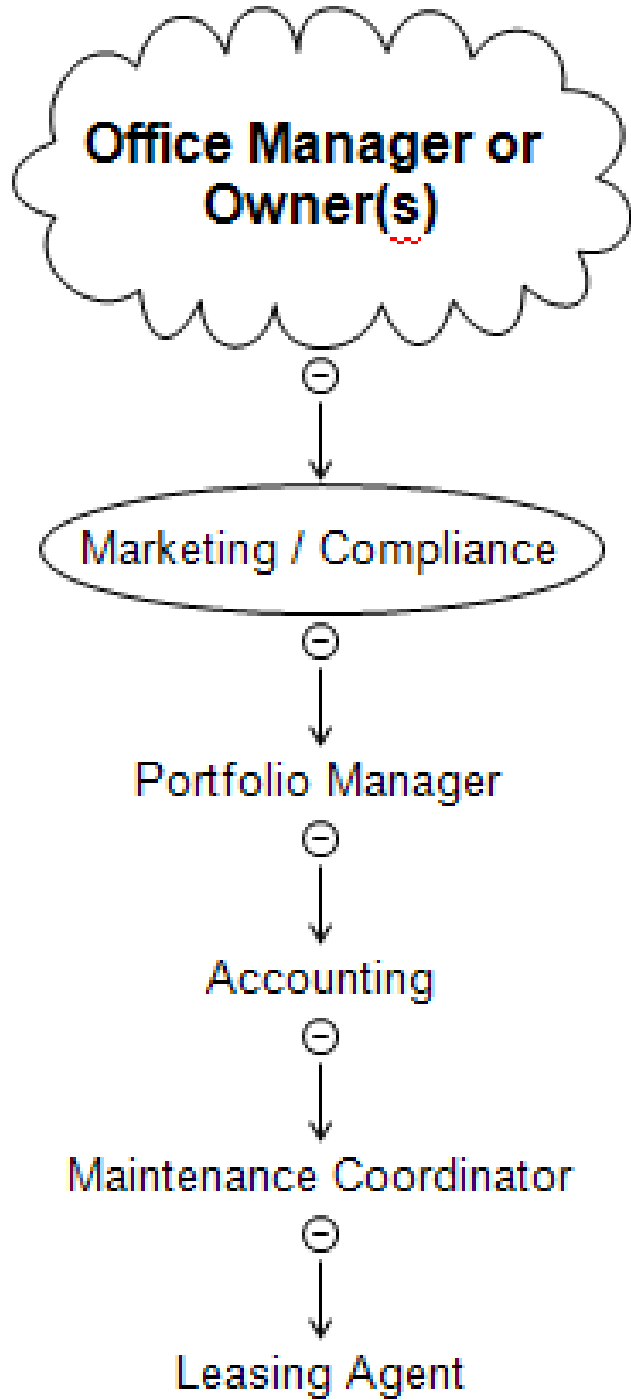 Office Manager or
Owner(s)
Marketing / Compliance
Portfolio Manager
Accounting
Maintenance Coordinator
Leasing Agent